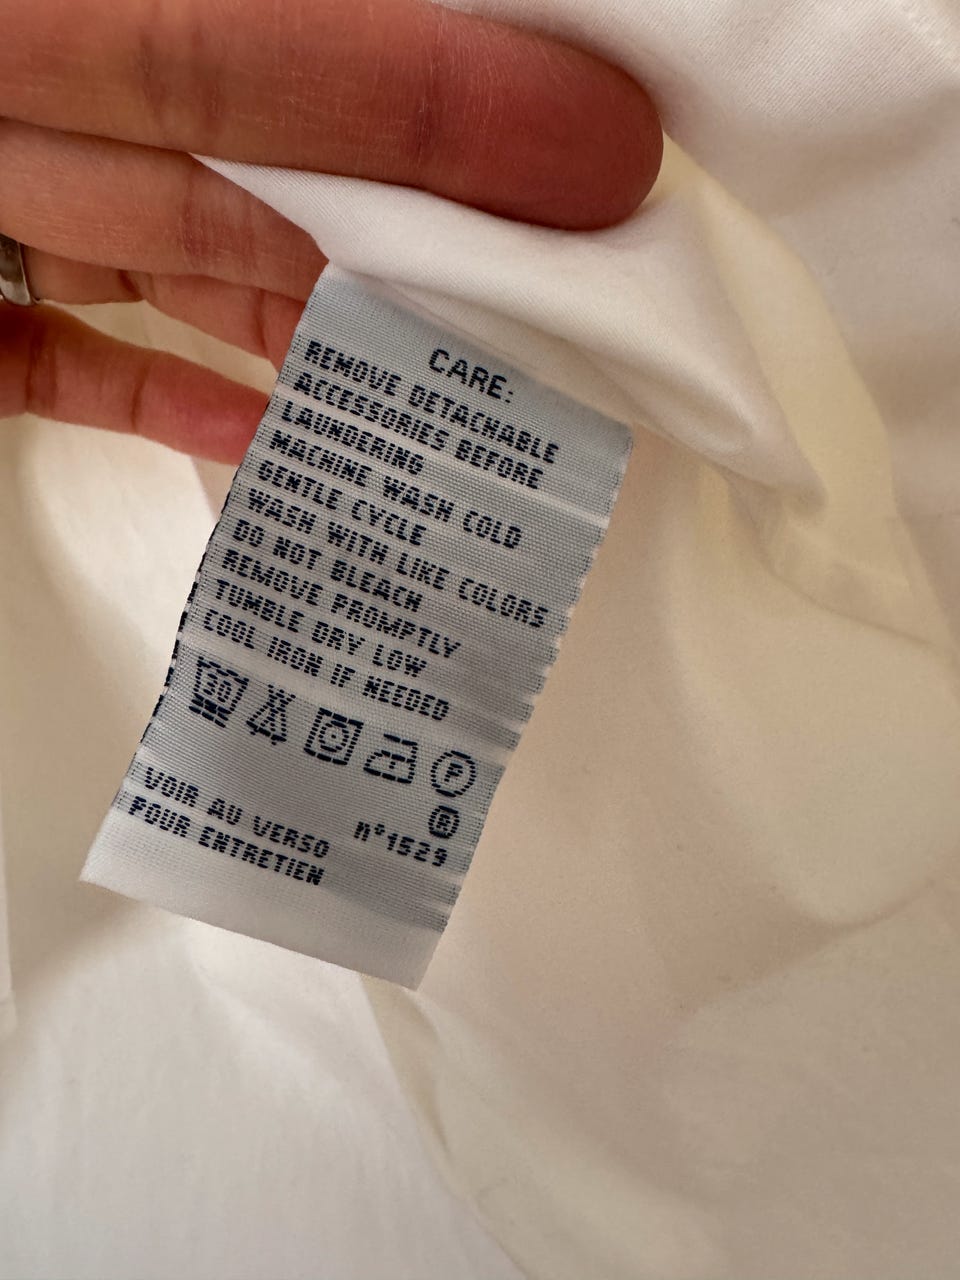 CARE:
REMOVE DETACHABLE
ACCESSORIES BEFORE
LAUNDERING
MACHINE WASH COLD
GENTLE CYCLE
WASH WITH LIKE COLORS
DO NOT BLEACH
REMOVE PROMPTLY
TUMBLE DRY LOW
COOL IRON IF NEEDED
30
P
R
VOIR AU VERSO n°1529
POUR ENTRETIEN